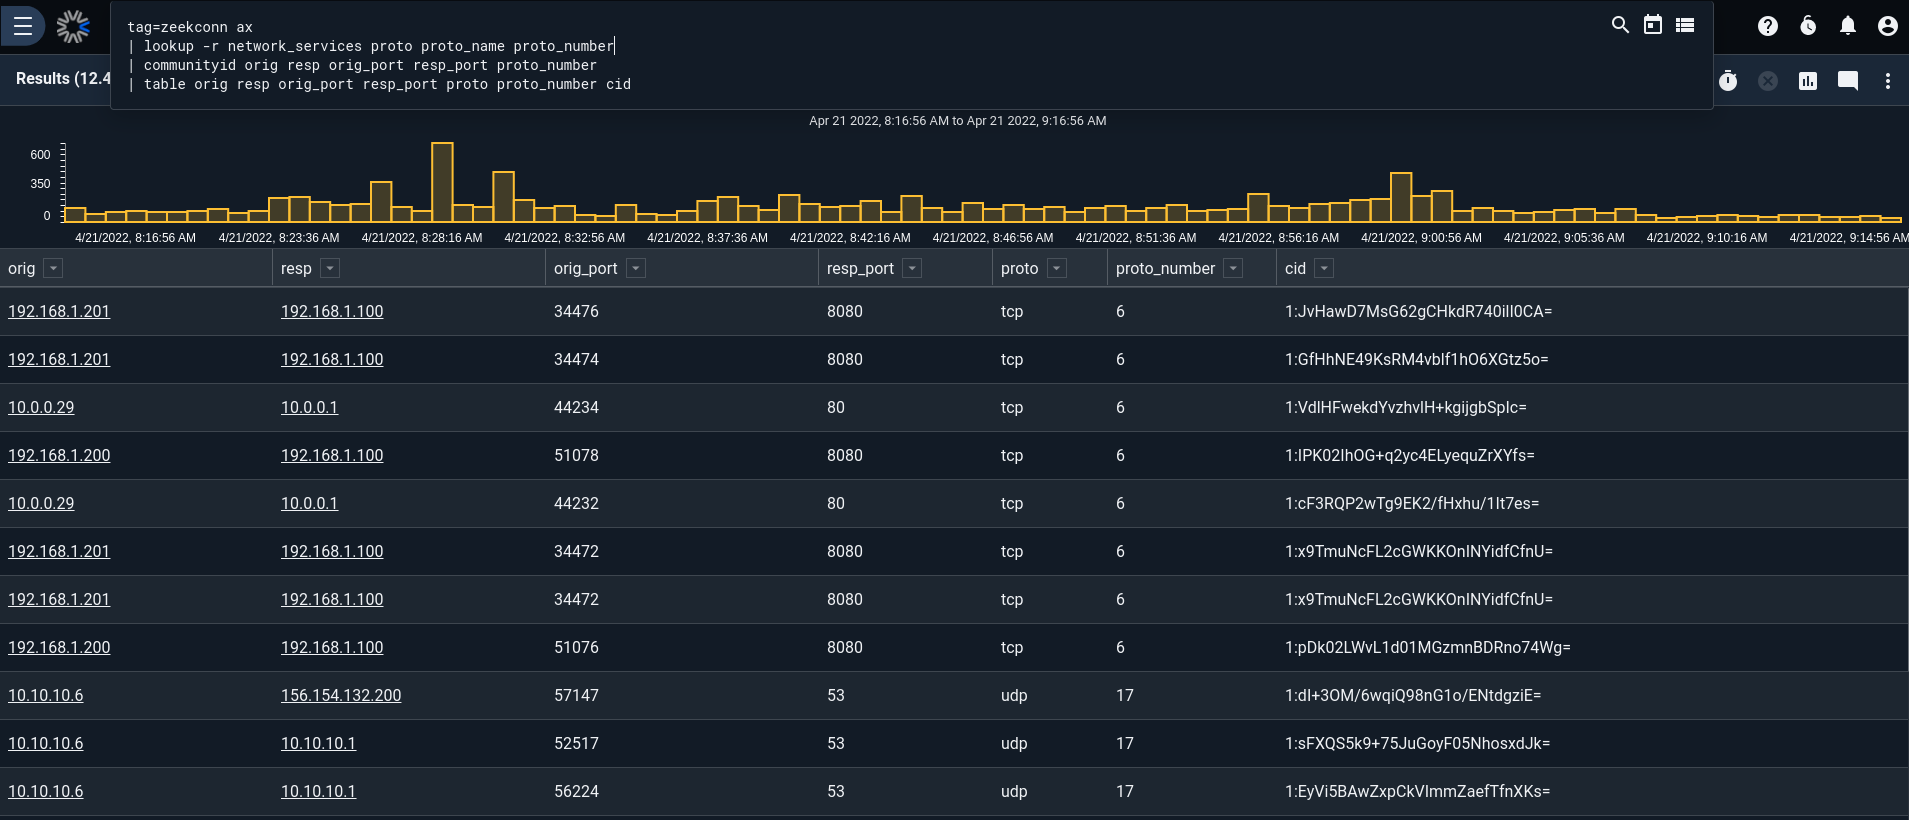 tag=zeekconn ax
| lookup -r network_services proto proto_name proto_number
| communityid orig resp orig_port resp_port proto_number
| table orig resp orig_port resp_port proto proto_number cid
Results (12.4
Apr 21 2022, 8:16:56 AM to Apr 21 2022, 9:16:56 AM
600
350
0
4/21/2022, 8:16:56 AM 4/21/2022, 8:23:36 AM 4/21/2022, 8:28:16 AM 4/21/2022, 8:32:56 AM 4/21/2022, 8:37:36 AM 4/21/2022, 8:42:16 AM 4/21/2022, 8:46:56 AM 4/21/2022, 8:51:36 AM 4/21/2022, 8:56:16 AM 4/21/2022, 9:00:56 AM 4/21/2022, 9:05:36 AM 4/21/2022, 9:10:16 AM 4/21/2022, 9:14:56 AM
orig resp orig_port resp_port proto proto_number cid
192.168.1.201 192.168.1.100 34476 8080 tcp 6 1:JvHawD7MsG62gCHkdR740iIl0CA=
192.168.1.201 192.168.1.100 34474 8080 tcp 6 1:GfHhNE49KsRM4vbIf1hO6XGtz5o=
10.0.0.29 10.0.0.1 44234 80 tcp 6 1:VdlHFwekdYvzhvIH+kgijgbSpIc=
192.168.1.200 192.168.1.100 51078 8080 tcp 6 1:IPK02IhOG+q2yc4ELyequZrXYfs=
10.0.0.29 10.0.0.1 44232 80 tcp 6 1:cF3RQP2wTg9EK2/fHxhu/1It7es=
192.168.1.201 192.168.1.100 34472 8080 tcp 6 1:x9TmuNcFL2cGWKKOnINYidfCfnU=
192.168.1.201 192.168.1.100 34472 8080 tcp 6 1:x9TmuNcFL2cGWKKOnINYidfCfnU=
192.168.1.200 192.168.1.100 51076 8080 tcp 6 1:pDk02LWvL1d01MGzmnBDRno74Wg=
10.10.10.6 156.154.132.200 57147 53 udp 17 1:dI+3OM/6wqiQ98nG1o/ENtdgziE=
10.10.10.6 10.10.10.1 52517 53 udp 17 1:sFXQS5k9+75JuGoyF05NhosxdJk=
10.10.10.6 10.10.10.1 56224 53 udp 17 1:EyVi5BAwZxpCkVImmZaefTfnXKs=